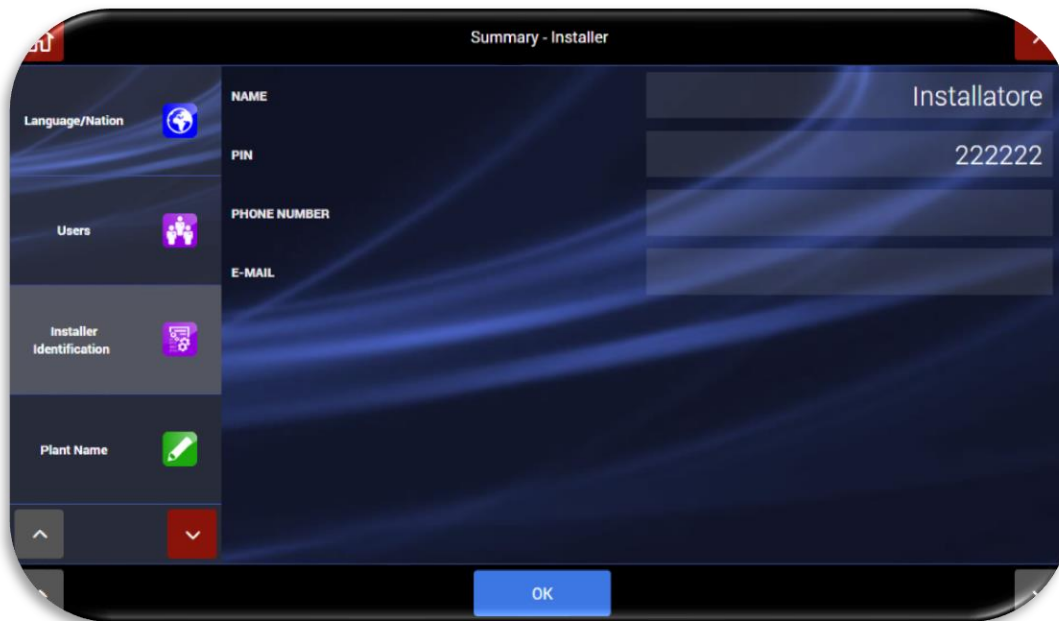 Summary - Installer
Language/Nation
Users
Installer
Identification
Plant Name
NAME
Installatore
PIN
222222
PHONE NUMBER
E-MAIL
OK